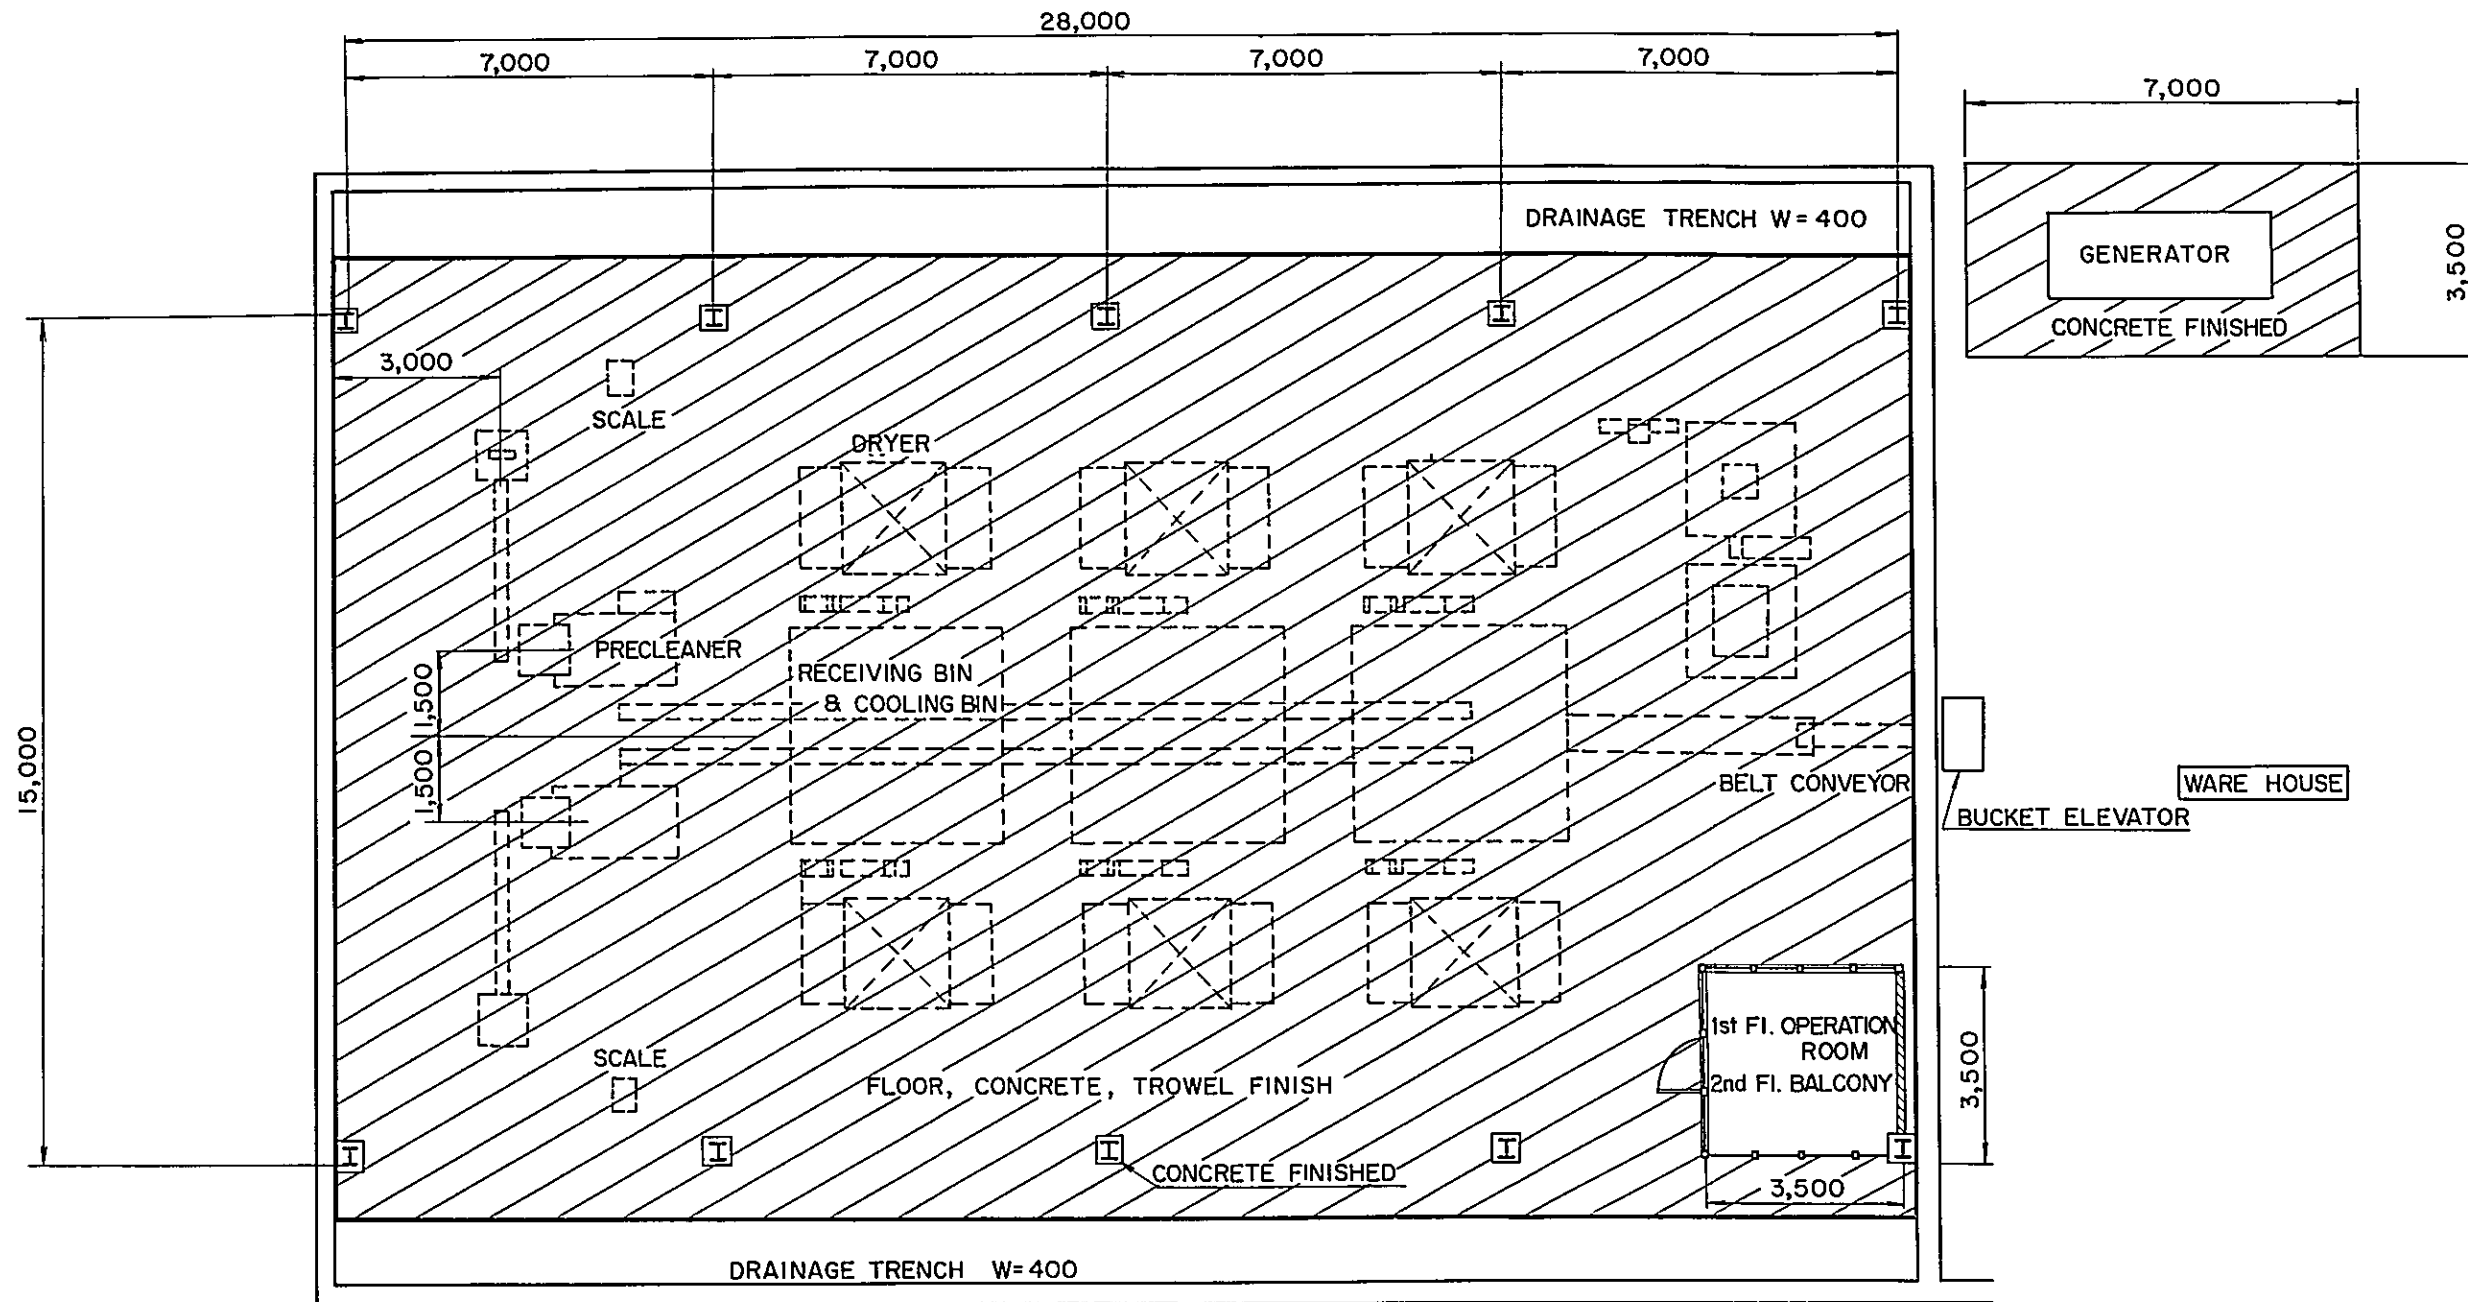 28,000
7,000
7,000
7,000
7,000
7,000
DRAINAGE TRENCH W=400
GENERATOR
CONCRETE FINISHED
3,500
3,000
SCALE
DRYER
PRECLEANER
RECEIVING BIN
& COOLING BIN
1,500
1,500
15,000
BELT CONVEYOR
WARE HOUSE
BUCKET ELEVATOR
1st Fl. OPERATION
ROOM
2nd Fl. BALCONY
3,500
SCALE
FLOOR, CONCRETE, TROWEL FINISH
CONCRETE FINISHED
3,500
DRAINAGE TRENCH W=400